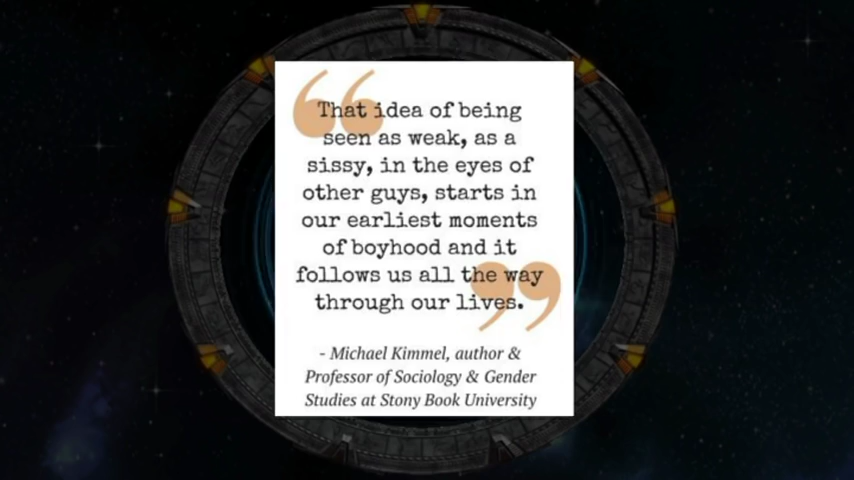 That idea of being
seen as weak, as a
sissy, in the eyes of
other guys, starts in
our earliest moments
of boyhood and it
follows us all the way
through our lives.
- Michael Kimmel, author &
Professor of Sociology & Gender
Studies at Stony Book University